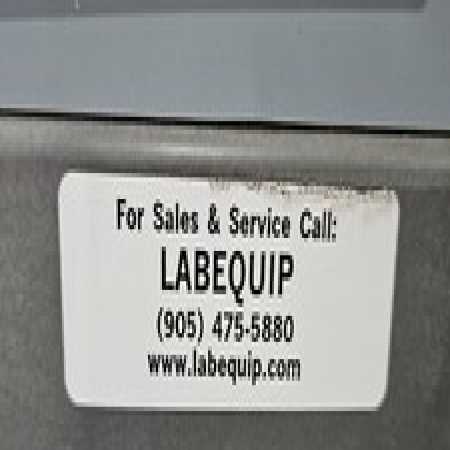 For Sales & Service Call:
LABEQUIP
(905) 475-5880
www.labequip.com